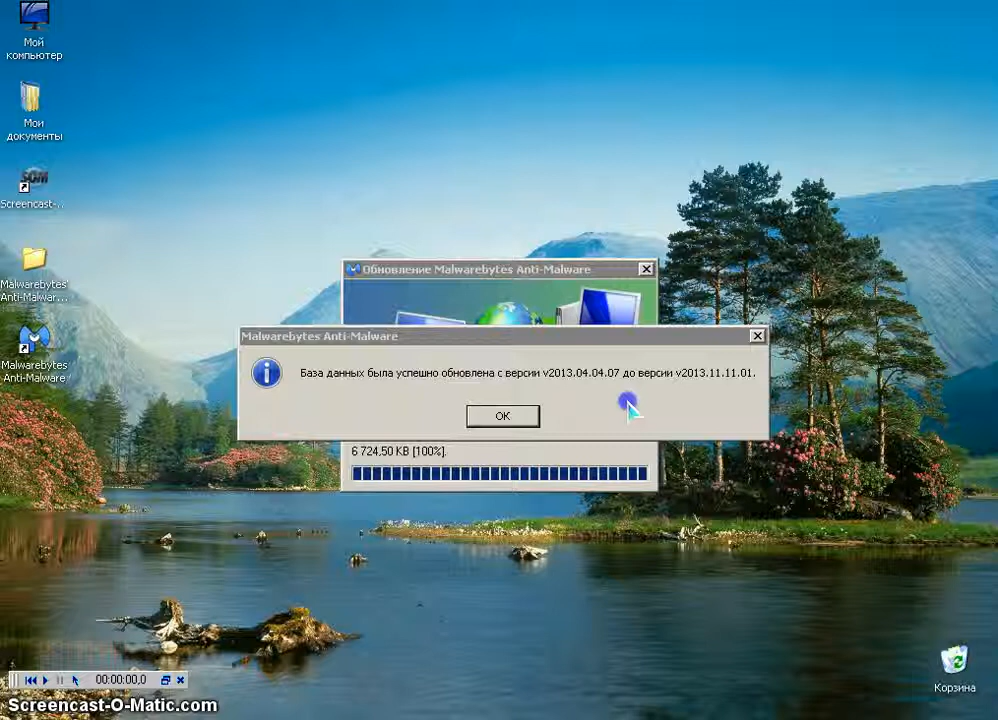 Мой
компьютер
Мои
документы
SOM
Screencast-...
Malwarebytes'
Anti-Malwar...
Malwarebytes
Anti-Malware
Обновление Malwarebytes Anti-Malware
Malwarebytes Anti-Malware
База данных была успешно обновлена с версии v2013.04.04.07 до версии v2013.11.11.01.
OK
6 724,50 KB [100%].
00:00:00,0
Корзина
Screencast-O-Matic.com